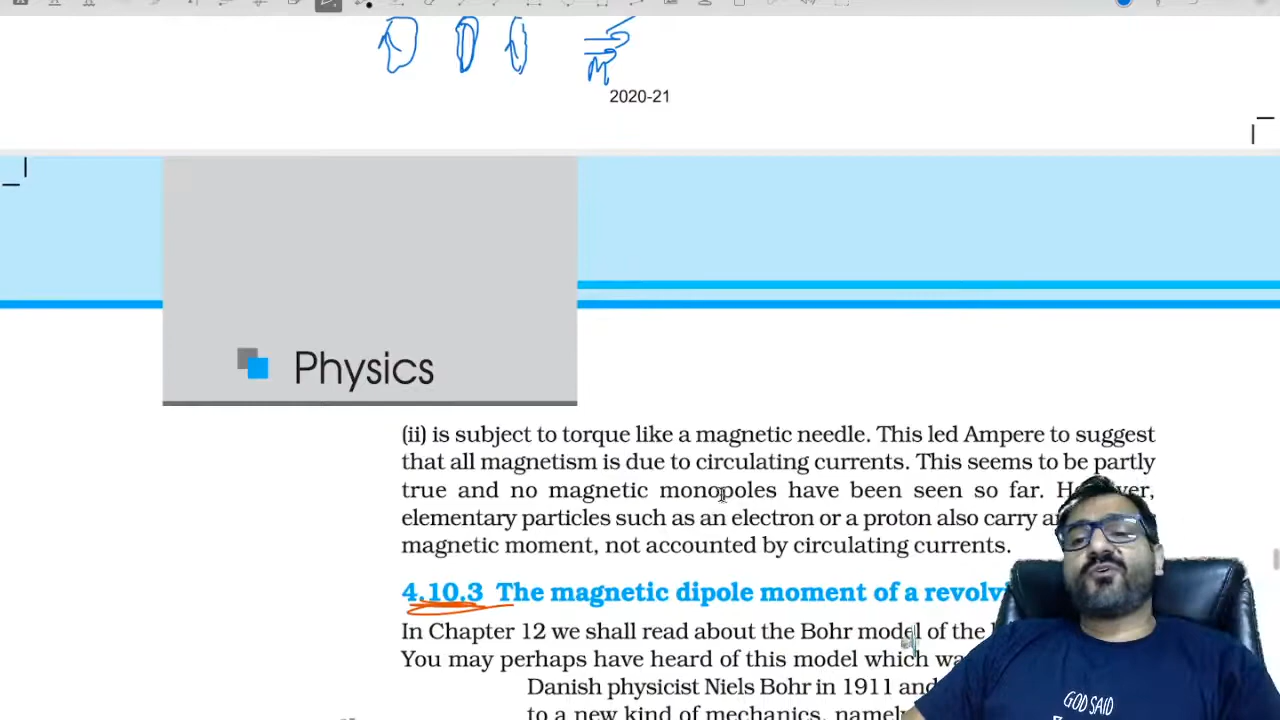 M
2020-21
Physics
(ii) is subject to torque like a magnetic needle. This led Ampere to suggest
that all magnetism is due to circulating currents. This seems to be partly
true and no magnetic monopoles have been seen so far.
elementary particles such as an electron or a proton also carry
magnetic moment, not accounted by circulating currents.
4.10.3 The magnetic dipole moment of a
In Chapter 12 we shall read about the Bohr model of the
You may perhaps have heard of this model which
Danish physicist Niels Bohr in 1911 and
to a new kind of mechanics, namely
GOD SAID